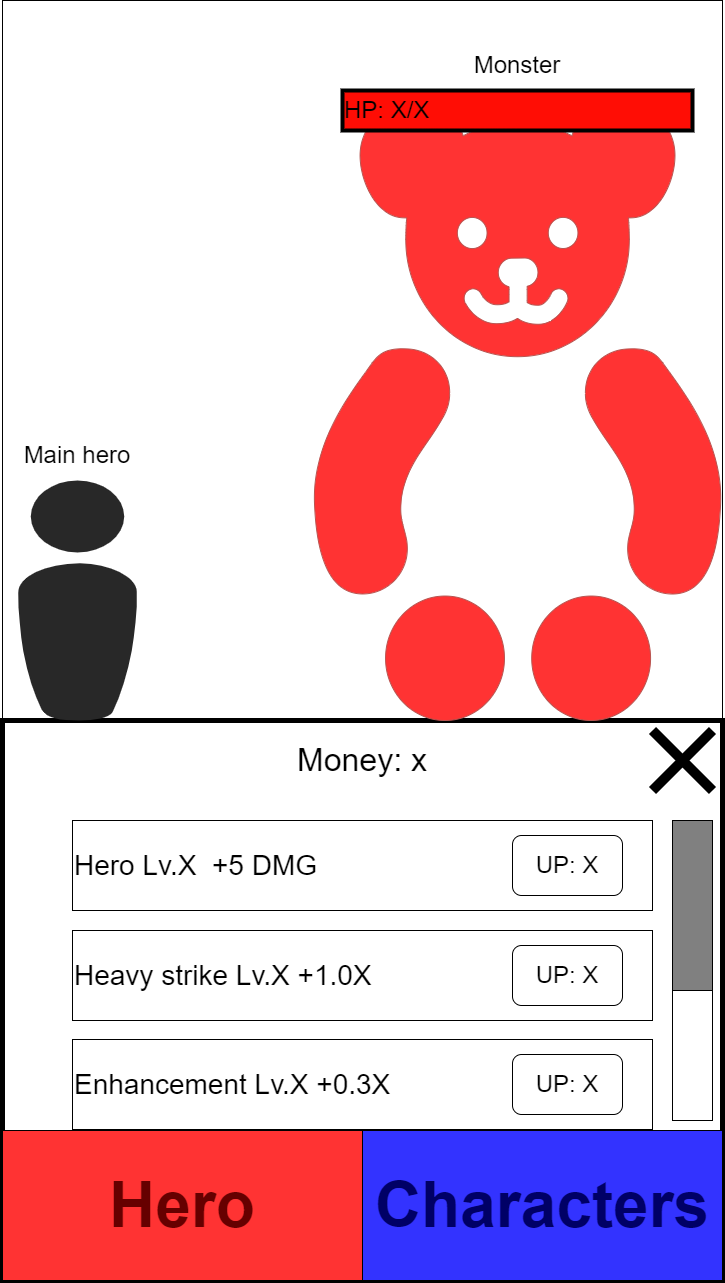 Monster
HP: X/X
Main hero
Money: x
Hero Lv.X  +5 DMG
UP: X
Heavy strike Lv.X +1.0X
UP: X
Enhancement Lv.X +0.3X
UP: X
Hero
Characters